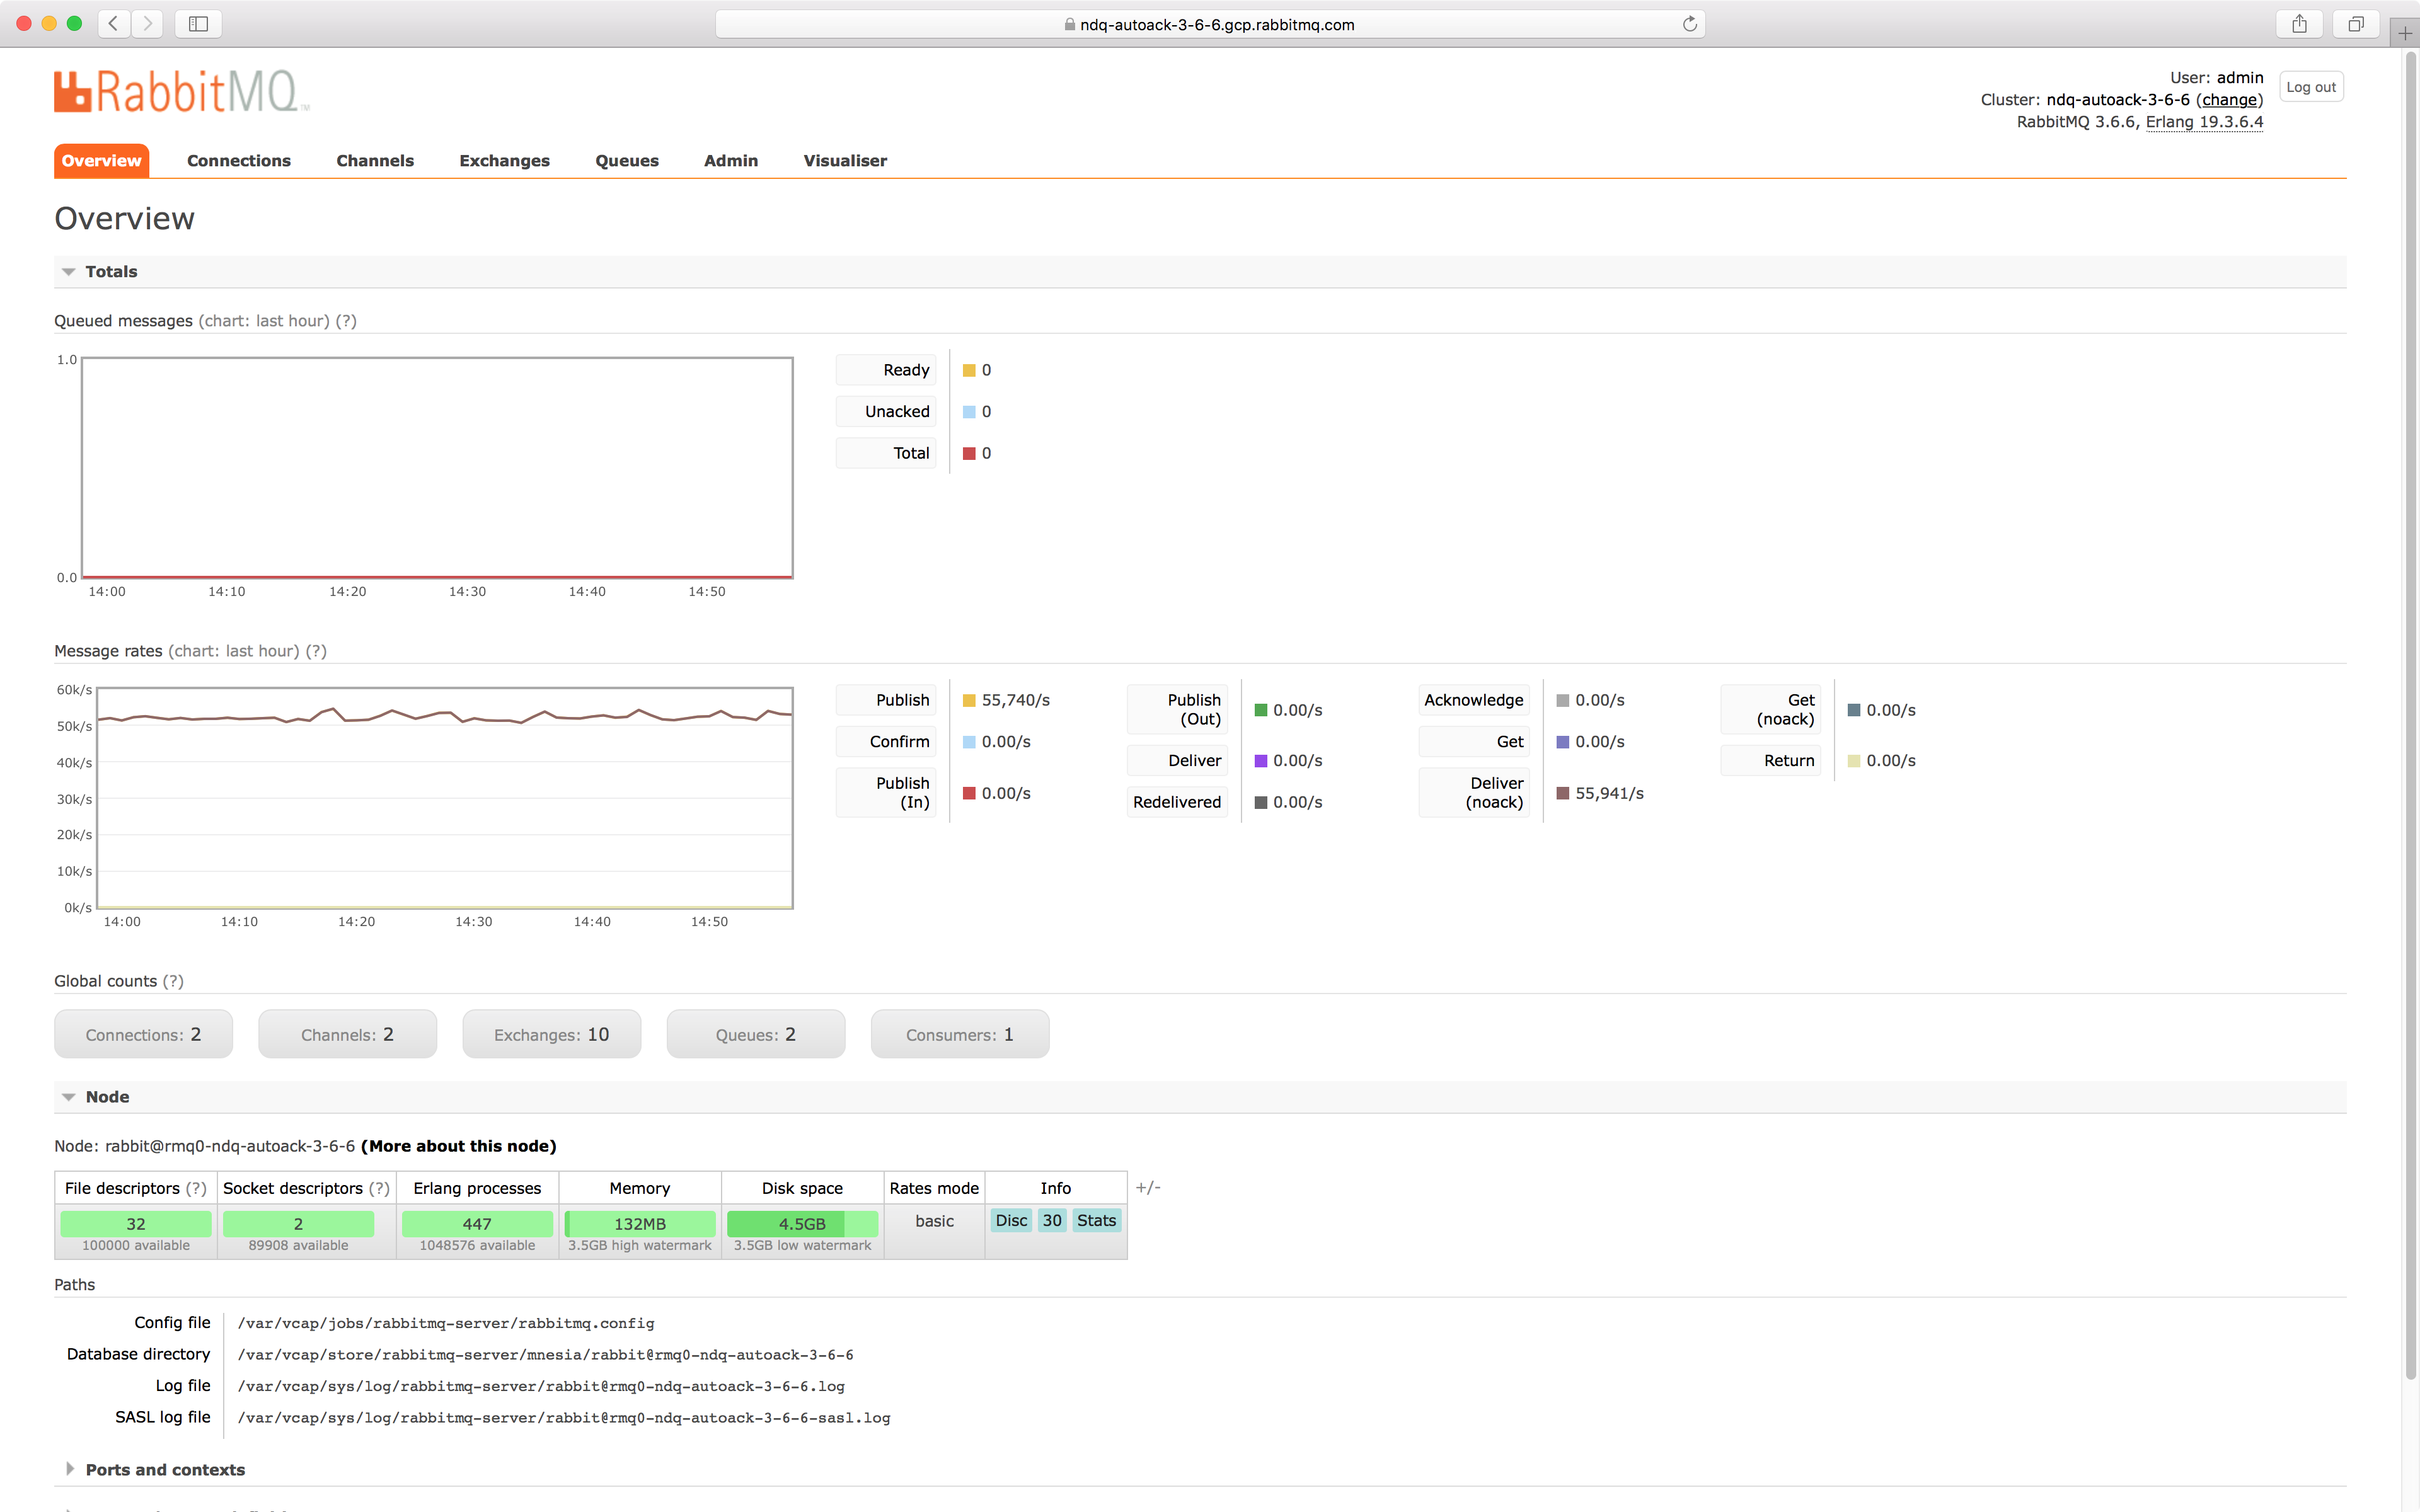 ndq-autoack-3-6-6.gcp.rabbitmq.com
RabbitMQ™
User: admin
Log out
Cluster: ndq-autoack-3-6-6 (change)
RabbitMQ 3.6.6, Erlang 19.3.6.4
Overview Connections Channels Exchanges Queues Admin Visualiser
Overview
Totals
Queued messages (chart: last hour) (?)
1.0
0.0
14:00 14:10 14:20 14:30 14:40 14:50
Ready 0
Unacked 0
Total 0
Message rates (chart: last hour) (?)
60k/s
50k/s
40k/s
30k/s
20k/s
10k/s
0k/s
14:00 14:10 14:20 14:30 14:40 14:50
Publish 55,740/s
Confirm 0.00/s
Publish
(In) 0.00/s
Publish
(Out) 0.00/s
Deliver 0.00/s
Redelivered 0.00/s
Acknowledge 0.00/s
Get 0.00/s
Deliver
(noack) 55,941/s
Get
(noack) 0.00/s
Return 0.00/s
Global counts (?)
Connections: 2 Channels: 2 Exchanges: 10 Queues: 2 Consumers: 1
Node
Node: rabbit@rmq0-ndq-autoack-3-6-6 (More about this node)
File descriptors (?) Socket descriptors (?) Erlang processes Memory Disk space Rates mode Info +/-
32 2 447 132MB 4.5GB basic Disc 30 Stats
100000 available 89908 available 1048576 available 3.5GB high watermark 3.5GB low watermark
Paths
Config file /var/vcap/jobs/rabbitmq-server/rabbitmq.config
Database directory /var/vcap/store/rabbitmq-server/mnesia/rabbit@rmq0-ndq-autoack-3-6-6
Log file /var/vcap/sys/log/rabbitmq-server/rabbit@rmq0-ndq-autoack-3-6-6.log
SASL log file /var/vcap/sys/log/rabbitmq-server/rabbit@rmq0-ndq-autoack-3-6-6-sasl.log
Ports and contexts